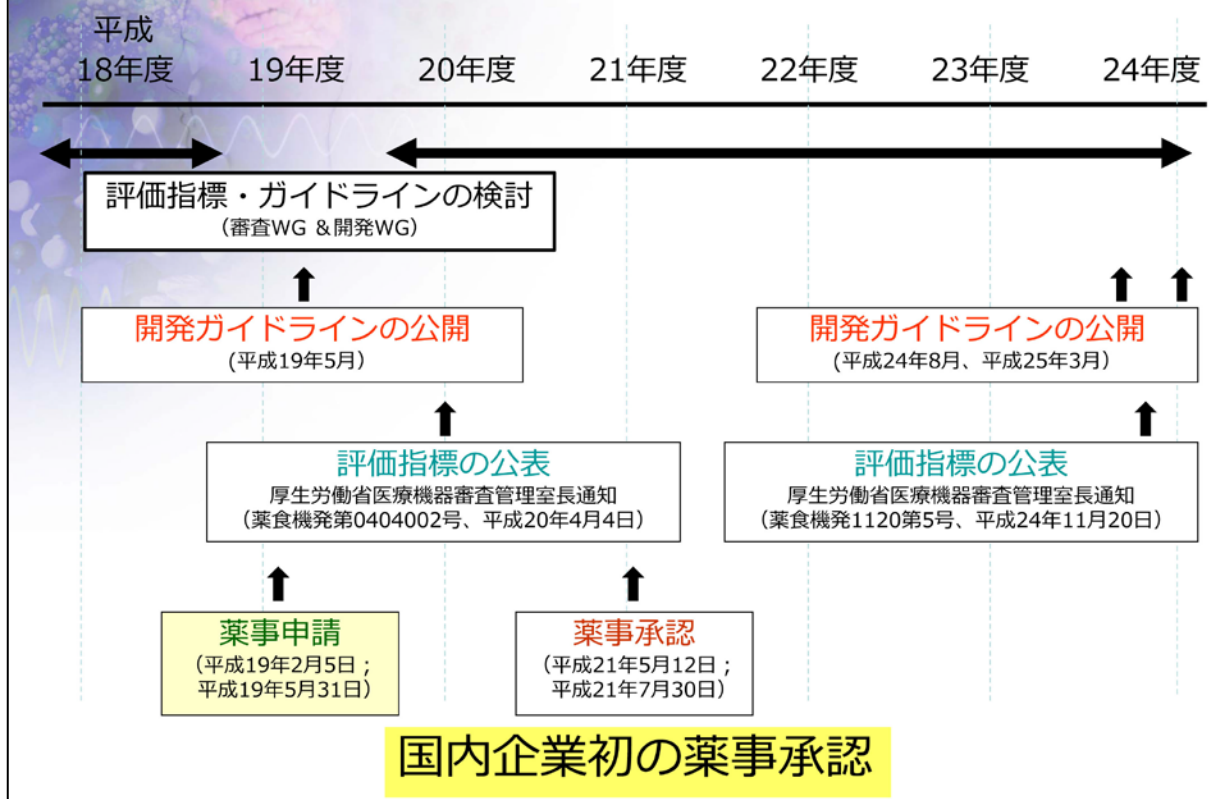 平成
18年度 19年度 20年度 21年度 22年度 23年度 24年度
評価指標・ガイドラインの検討
（審査WG ＆開発WG）
開発ガイドラインの公開
(平成19年5月）
開発ガイドラインの公開
(平成24年8月、平成25年3月）
評価指標の公表
厚生労働省医療機器審査管理室長通知
（薬食機発第0404002号、平成20年4月4日）
評価指標の公表
厚生労働省医療機器審査管理室長通知
（薬食機発1120第5号、平成24年11月20日）
薬事申請
（平成19年2月5日；
平成19年5月31日）
薬事承認
（平成21年5月12日；
平成21年7月30日）
国内企業初の薬事承認